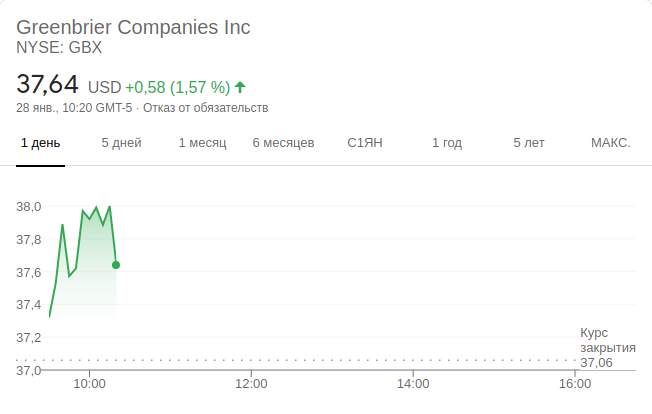 Greenbrier Companies Inc
NYSE: GBX
37,64 USD +0,58 (1,57 %)
28 янв., 10:20 GMT-5 · Отказ от обязательств
1 день 5 дней 1 месяц 6 месяцев С1ЯН 1 год 5 лет МАКС.
38,0
37,8
37,6
37,4
37,2
37,0
Курс
закрытия
37,06
10:00 12:00 14:00 16:00